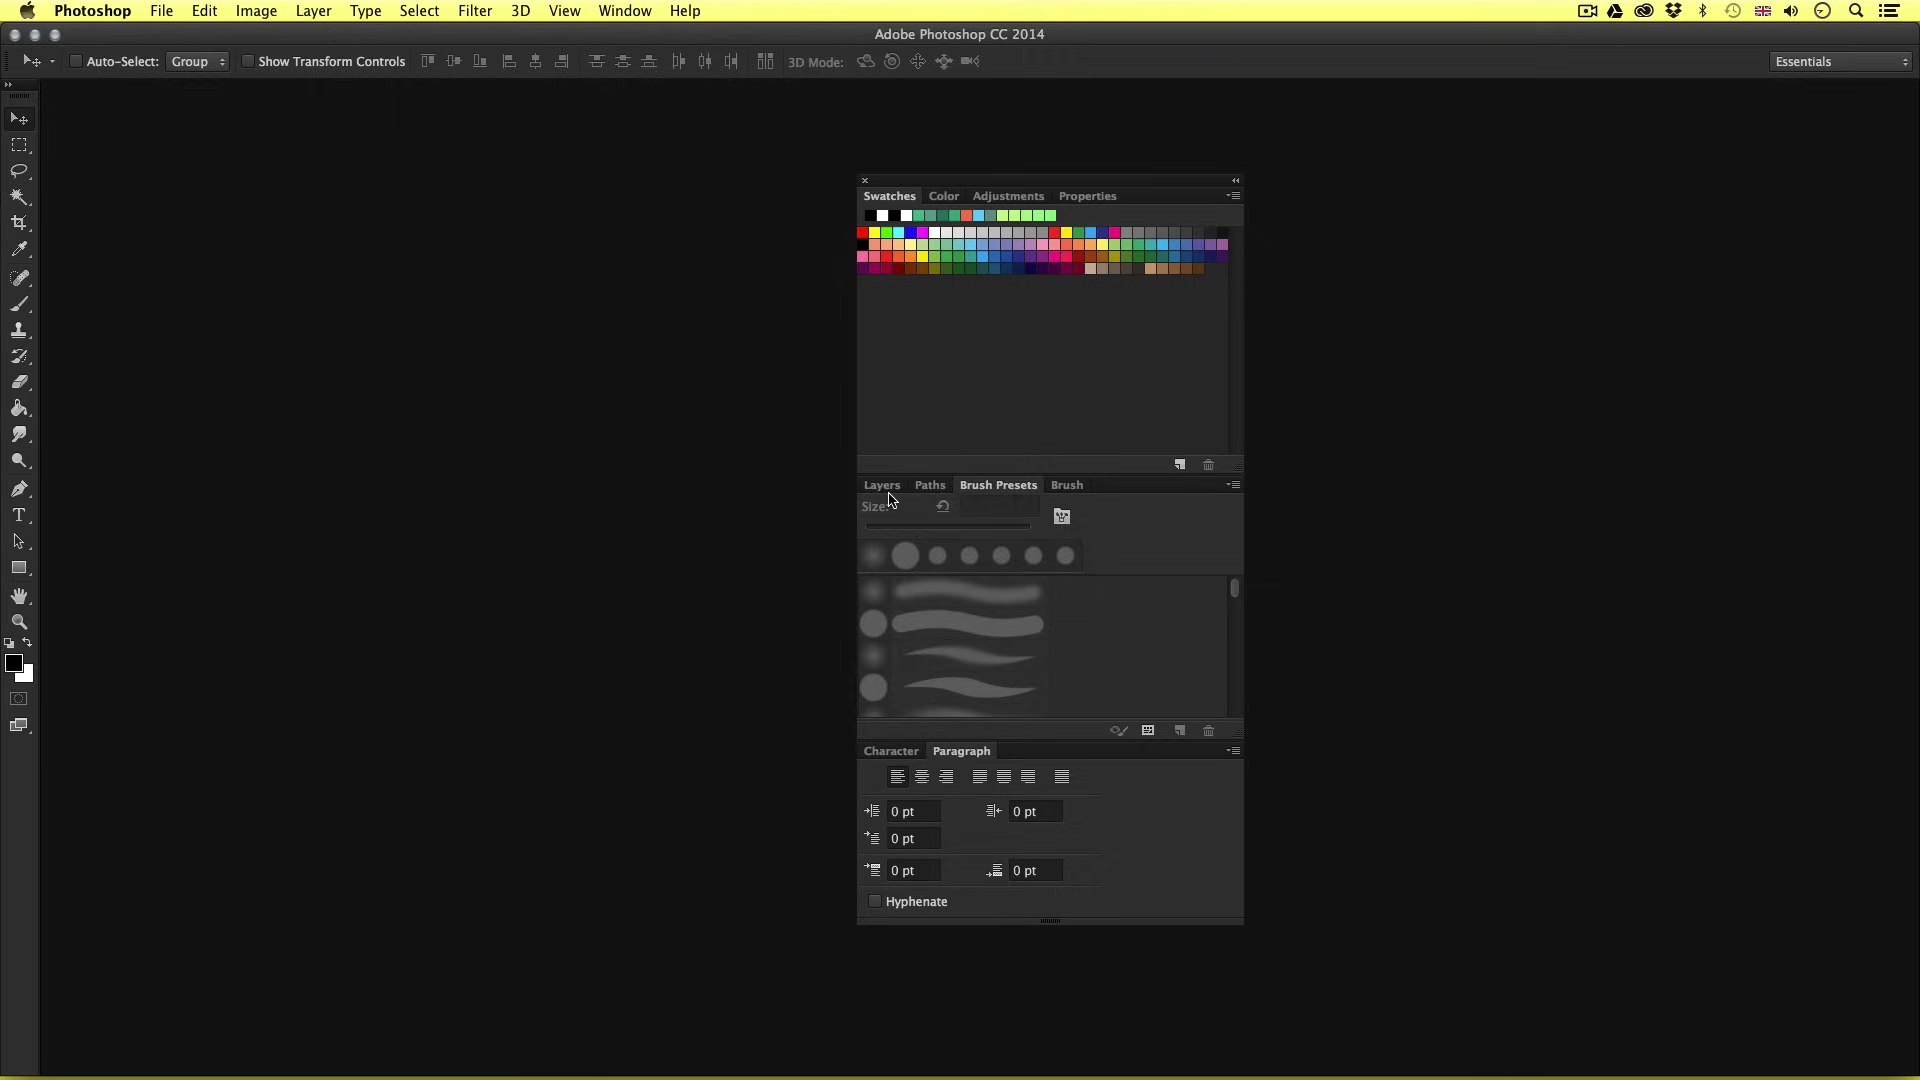 Photoshop File Edit Image Layer Type Select Filter 3D View Window Help
Adobe Photoshop CC 2014
Auto-Select: Group Show Transform Controls 3D Mode: Essentials
Swatches Color Adjustments Properties
Layers Paths Brush Presets Brush
Size:
Character Paragraph
0 pt 0 pt
0 pt
0 pt 0 pt
Hyphenate